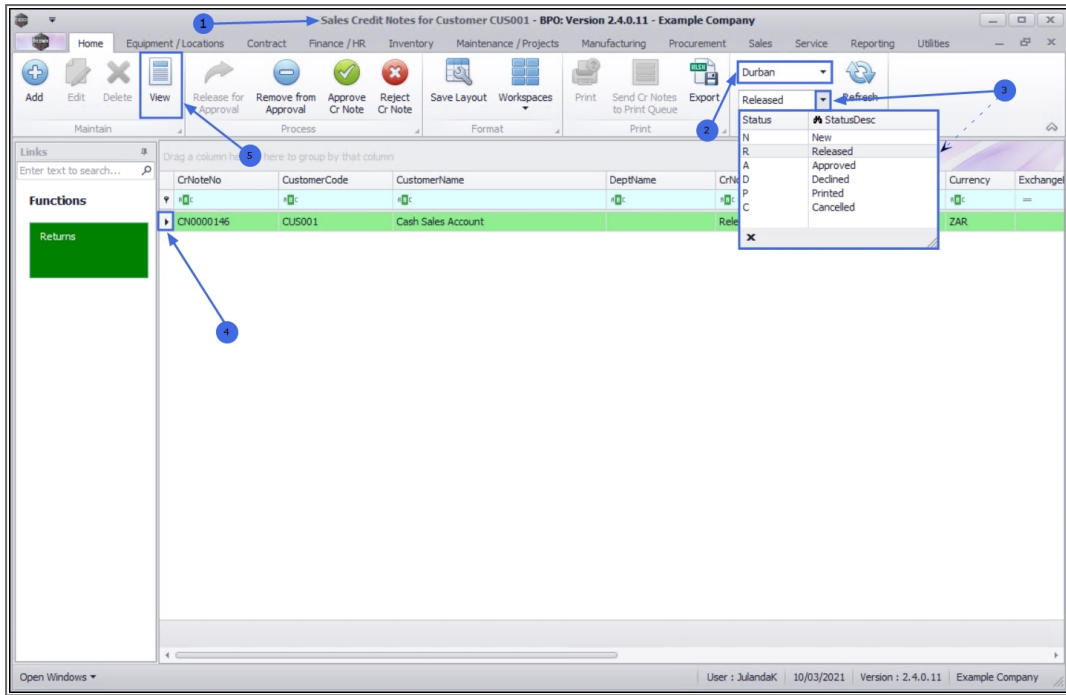 1
Sales Credit Notes for Customer CUS001 - BPO: Version 2.4.0.11 - Example Company
Home Equipment / Locations Contract Finance / HR Inventory Maintenance / Projects Manufacturing Procurement Sales Service Reporting Utilities
Add Edit Delete View
Release for Approval
Remove from Approval
Approve Cr Note
Reject Cr Note
Save Layout Workspaces
Print
Send Cr Notes to Print Queue
Export
Durban
Released
Refresh
2
3
5
Maintain Process Format Print
Status StatusDesc
N New
R Released
A Approved
D Declined
P Printed
C Cancelled
Links
Enter text to search...
Functions
Returns
Drag a column here to group by that column
CrNoteNo CustomerCode CustomerName DeptName Currency
CN0000146 CUS001 Cash Sales Account ZAR
4
Open Windows
User : JulandaK 10/03/2021 Version : 2.4.0.11 Example Company